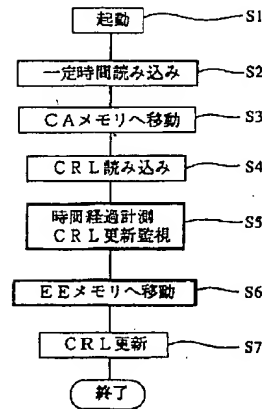 起動 S1
一定時間読み込み S2
CAメモリへ移動 S3
CRL読み込み S4
時間経過計測
CRL更新監視 S5
EEメモリへ移動 S6
CRL更新 S7
終了